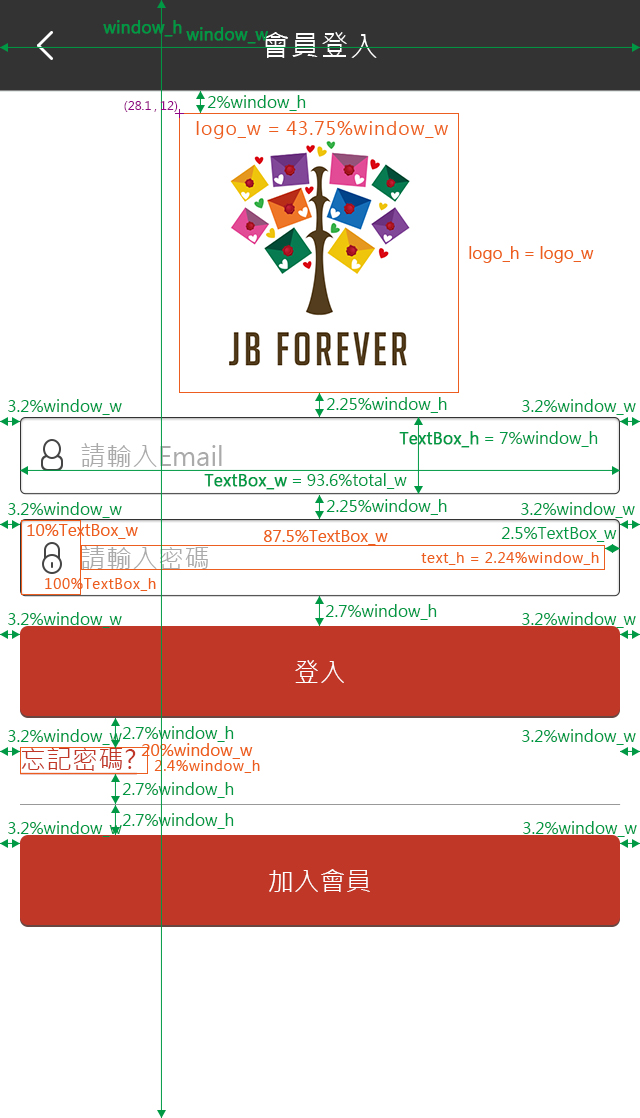 window_h
window_w
會員登入
(28.1 , 12)
2%window_h
logo_w = 43.75%window_w
logo_h = logo_w
JB FOREVER
3.2%window_w
2.25%window_h
3.2%window_w
TextBox_h = 7%window_h
請輸入Email
TextBox_w = 93.6%total_w
3.2%window_w
2.25%window_h
3.2%window_w
10%TextBox_w
87.5%TextBox_w
2.5%TextBox_w
請輸入密碼
text_h = 2.24%window_h
100%TextBox_h
3.2%window_w
2.7%window_h
3.2%window_w
登入
3.2%window_w
2.7%window_h
3.2%window_w
忘記密碼?
20%window_w
2.4%window_h
2.7%window_h
2.7%window_h
3.2%window_w
3.2%window_w
加入會員